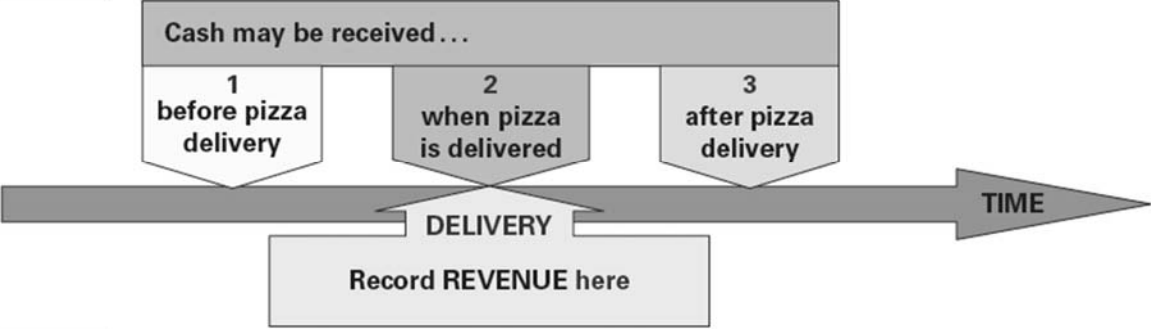 Cash may be received...
1
before pizza
delivery
2
when pizza
is delivered
3
after pizza
delivery
TIME
DELIVERY
Record REVENUE here